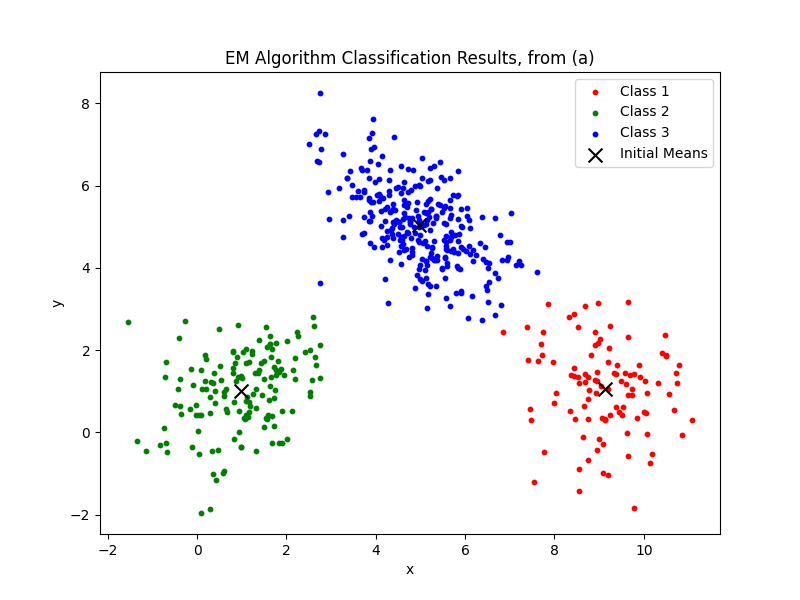 EM Algorithm Classification Results, from (a)
Class 1
Class 2
Class 3
Initial Means
8
6
4
2
0
−2
y
−2 0 2 4 6 8 10
x